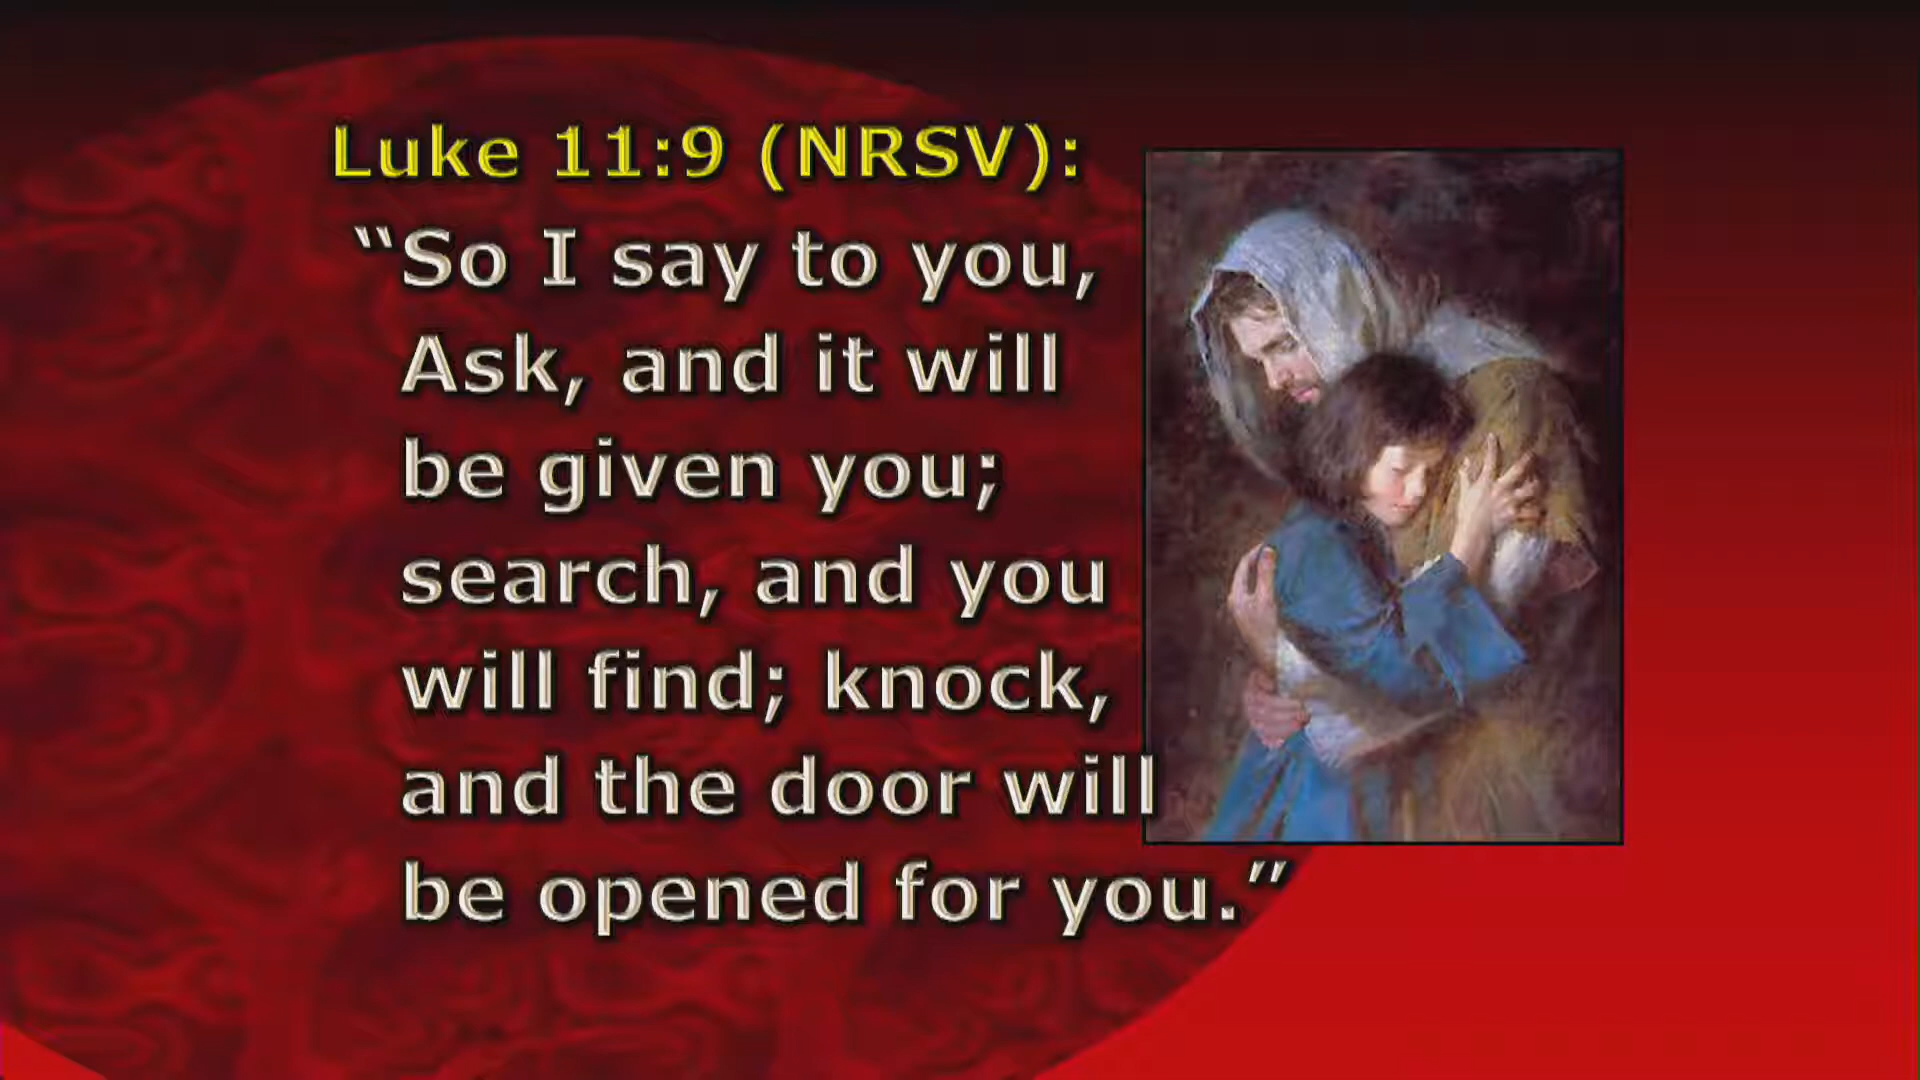 Luke 11:9 (NRSV):
“So I say to you,
Ask, and it will
be given you;
search, and you
will find; knock,
and the door will
be opened for you.”